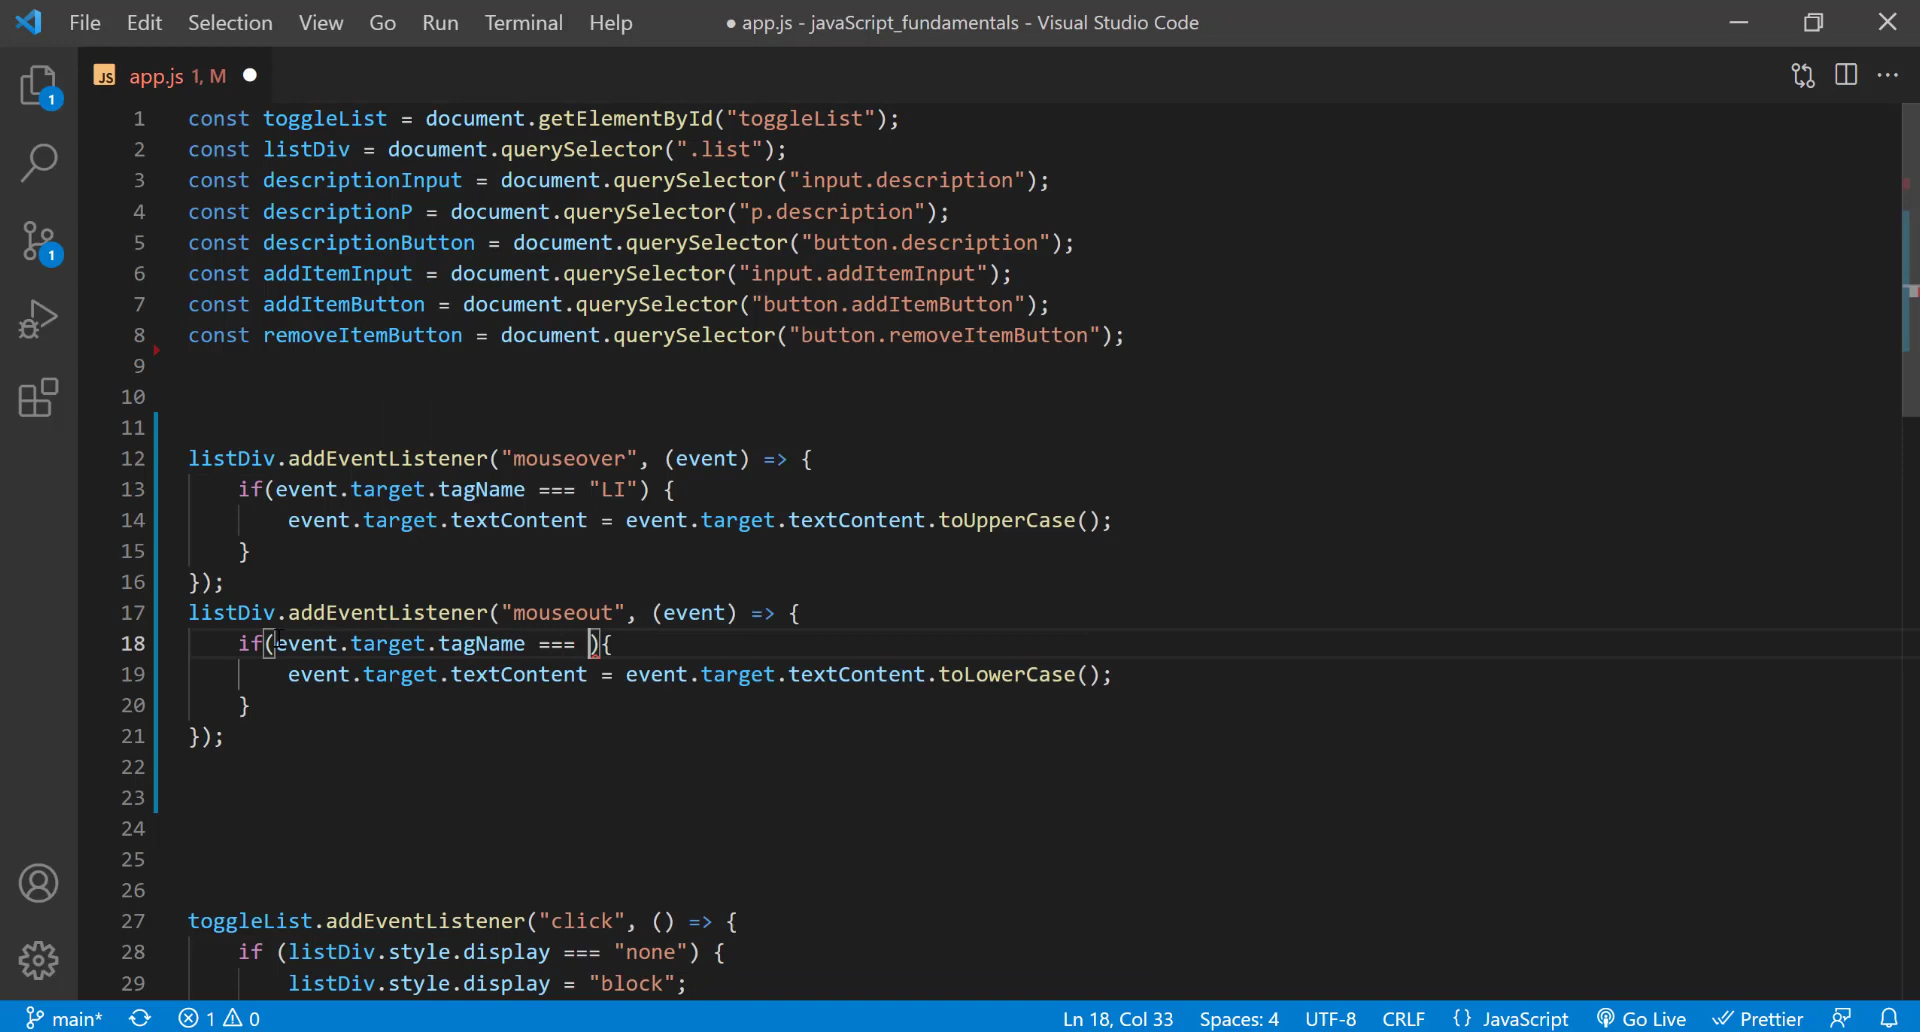 File Edit Selection View Go Run Terminal Help ● app.js - javaScript_fundamentals - Visual Studio Code
JS app.js 1, M
1 const toggleList = document.getElementById("toggleList");
2 const listDiv = document.querySelector(".list");
3 const descriptionInput = document.querySelector("input.description");
4 const descriptionP = document.querySelector("p.description");
5 const descriptionButton = document.querySelector("button.description");
6 const addItemInput = document.querySelector("input.addItemInput");
7 const addItemButton = document.querySelector("button.addItemButton");
8 const removeItemButton = document.querySelector("button.removeItemButton");
9
10
11
12 listDiv.addEventListener("mouseover", (event) => {
13 if(event.target.tagName === "LI") {
14 event.target.textContent = event.target.textContent.toUpperCase();
15 }
16 });
17 listDiv.addEventListener("mouseout", (event) => {
18 if(event.target.tagName === ){
19 event.target.textContent = event.target.textContent.toLowerCase();
20 }
21 });
22
23
24
25
26
27 toggleList.addEventListener("click", () => {
28 if (listDiv.style.display === "none") {
29 listDiv.style.display = "block";
1
1
main* 1 0 Ln 18, Col 33 Spaces: 4 UTF-8 CRLF {} JavaScript Go Live Prettier